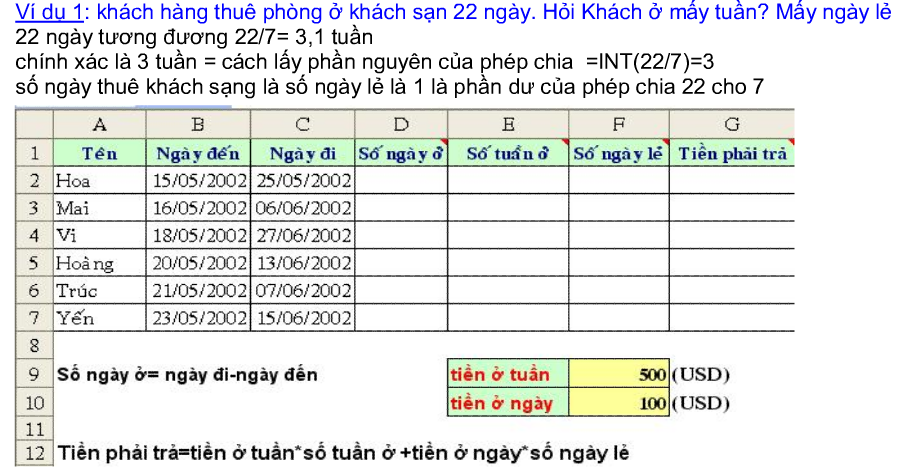 Ví dụ 1: khách hàng thuê phòng ở khách sạn 22 ngày. Hỏi Khách ở mấy tuần? Mấy ngày lẻ
22 ngày tương đương 22/7= 3,1 tuần
chính xác là 3 tuần = cách lấy phần nguyên của phép chia =INT(22/7)=3
số ngày thuê khách sạng là số ngày lẻ là 1 là phần dư của phép chia 22 cho 7
A B C D E F G
1 Tên Ngày đến Ngày đi Số ngày ở Số tuần ở Số ngày lẻ Tiền phải trả
2 Hoa 15/05/2002 25/05/2002
3 Mai 16/05/2002 06/06/2002
4 Vi 18/05/2002 27/06/2002
5 Hoàng 20/05/2002 13/06/2002
6 Trúc 21/05/2002 07/06/2002
7 Yến 23/05/2002 15/06/2002
8
9 Số ngày ở= ngày đi-ngày đến tiền ở tuần 500 (USD)
10 tiền ở ngày 100 (USD)
11
12 Tiền phải trả=tiền ở tuần*số tuần ở +tiền ở ngày*số ngày lẻ